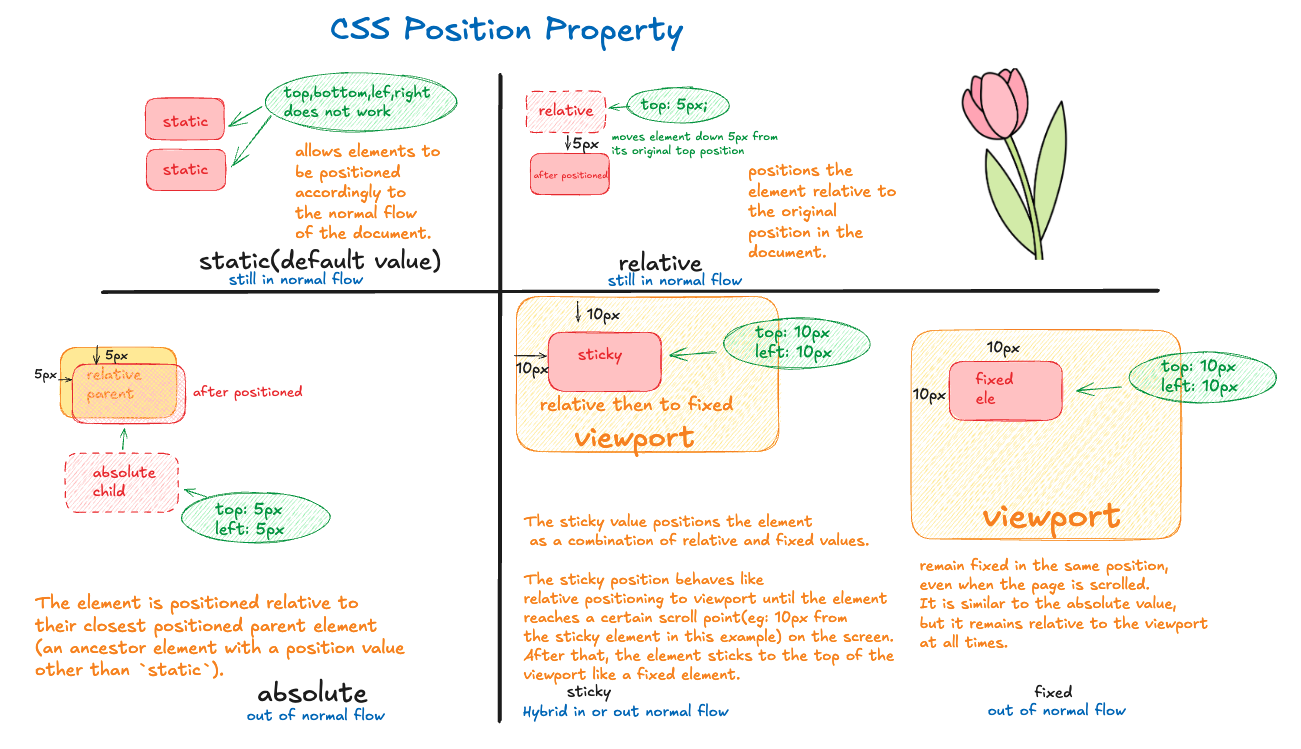 CSS Position Property
top,bottom,lef,right
does not work
static
static
allows elements to
be positioned
accordingly to
the normal flow
of the document.
static(default value)
still in normal flow
relative
top: 5px;
moves element down 5px from
its original top position
5px
after positioned
positions the
element relative to
the original
position in the
document.
relative
still in normal flow
5px
5px
relative
parent
after positioned
absolute
child
top: 5px
left: 5px
The element is positioned relative to
their closest positioned parent element
(an ancestor element with a position value
other than `static`).
absolute
out of normal flow
10px
top: 10px
left: 10px
sticky
10px
relative then to fixed
viewport
The sticky value positions the element
as a combination of relative and fixed values.
The sticky position behaves like
relative positioning to viewport until the element
reaches a certain scroll point(eg: 10px from
the sticky element in this example) on the screen.
After that, the element sticks to the top of the
viewport like a fixed element.
sticky
Hybrid in or out normal flow
10px
top: 10px
left: 10px
fixed
ele
10px
viewport
remain fixed in the same position,
even when the page is scrolled.
It is similar to the absolute value,
but it remains relative to the viewport
at all times.
fixed
out of normal flow